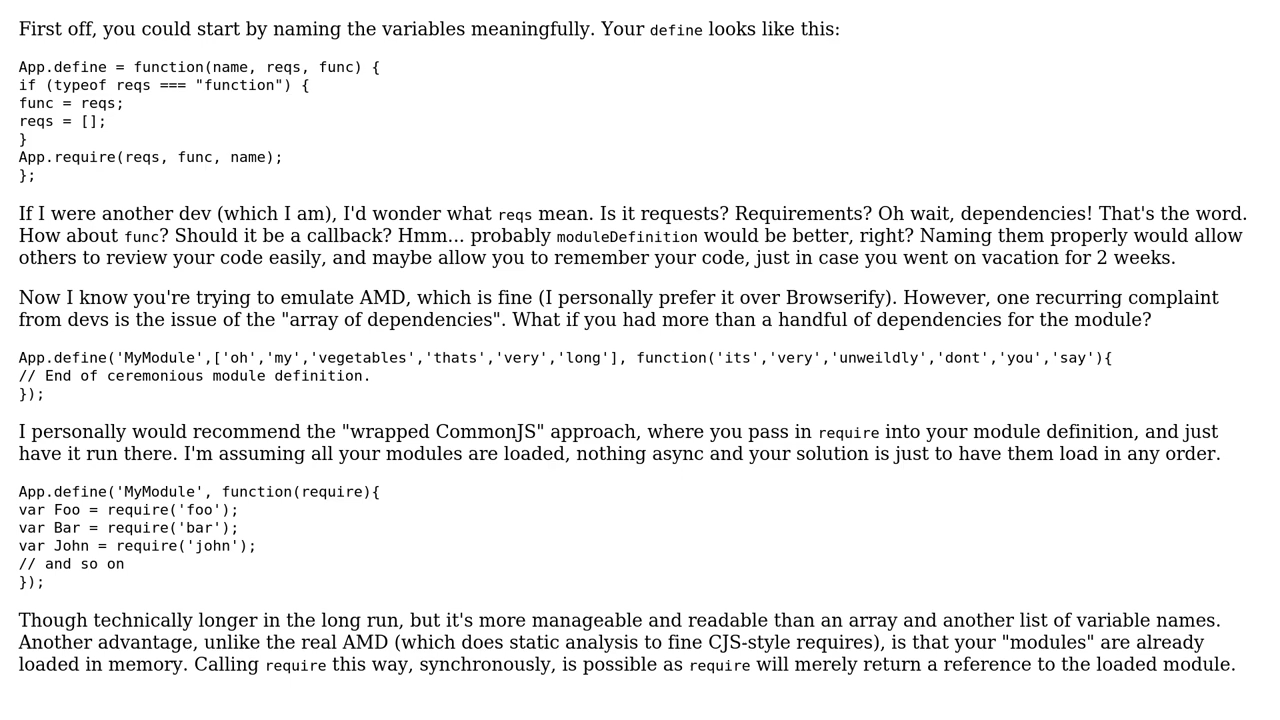 First off, you could start by naming the variables meaningfully. Your define looks like this:
App.define = function(name, reqs, func) {
if (typeof reqs === "function") {
func = reqs;
reqs = [];
}
App.require(reqs, func, name);
};
If I were another dev (which I am), I'd wonder what reqs mean. Is it requests? Requirements? Oh wait, dependencies! That's the word.
How about func? Should it be a callback? Hmm... probably moduleDefinition would be better, right? Naming them properly would allow
others to review your code easily, and maybe allow you to remember your code, just in case you went on vacation for 2 weeks.
Now I know you're trying to emulate AMD, which is fine (I personally prefer it over Browserify). However, one recurring complaint
from devs is the issue of the "array of dependencies". What if you had more than a handful of dependencies for the module?
App.define('MyModule',['oh','my','vegetables','thats','very','long'], function('its','very','unweildly','dont','you','say'){
// End of ceremonious module definition.
});
I personally would recommend the "wrapped CommonJS" approach, where you pass in require into your module definition, and just
have it run there. I'm assuming all your modules are loaded, nothing async and your solution is just to have them load in any order.
App.define('MyModule', function(require){
var Foo = require('foo');
var Bar = require('bar');
var John = require('john');
// and so on
});
Though technically longer in the long run, but it's more manageable and readable than an array and another list of variable names.
Another advantage, unlike the real AMD (which does static analysis to fine CJS-style requires), is that your "modules" are already
loaded in memory. Calling require this way, synchronously, is possible as require will merely return a reference to the loaded module.